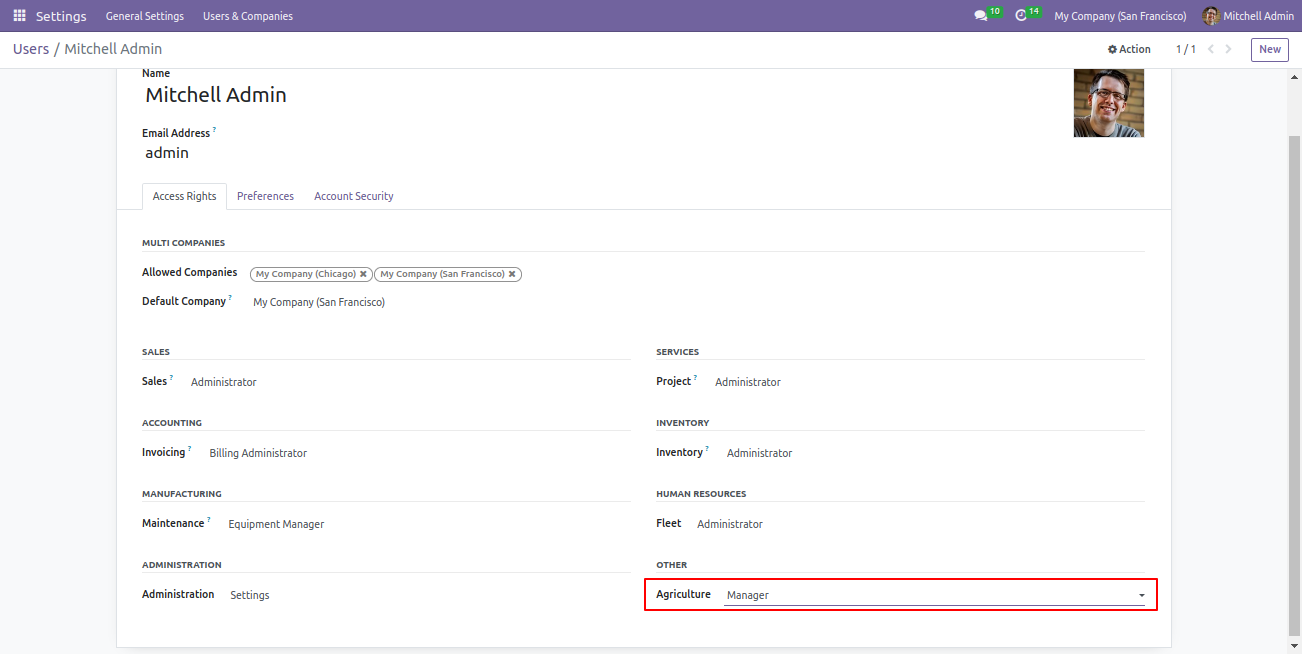 Settings General Settings Users & Companies 10 14 My Company (San Francisco) Mitchell Admin
Users / Mitchell Admin Action 1 / 1 New
Name
Mitchell Admin
Email Address ?
admin
Access Rights Preferences Account Security
MULTI COMPANIES
Allowed Companies My Company (Chicago) ✖ My Company (San Francisco) ✖
Default Company ? My Company (San Francisco)
SALES SERVICES
Sales ? Administrator Project ? Administrator
ACCOUNTING INVENTORY
Invoicing ? Billing Administrator Inventory ? Administrator
MANUFACTURING HUMAN RESOURCES
Maintenance ? Equipment Manager Fleet Administrator
ADMINISTRATION OTHER
Administration Settings Agriculture Manager